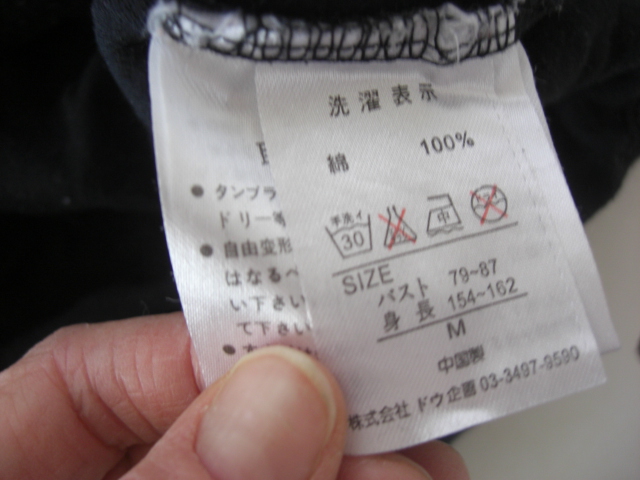 洗濯表示
綿 100%
手洗イ
30
中
SIZE
バスト 79~87
身長 154~162
M
中国製
株式会社 ドウ企画 03-3497-9590
● タンブラ
ドリー等
● 自由変形
はなるべ
い下さい
て下さい
●